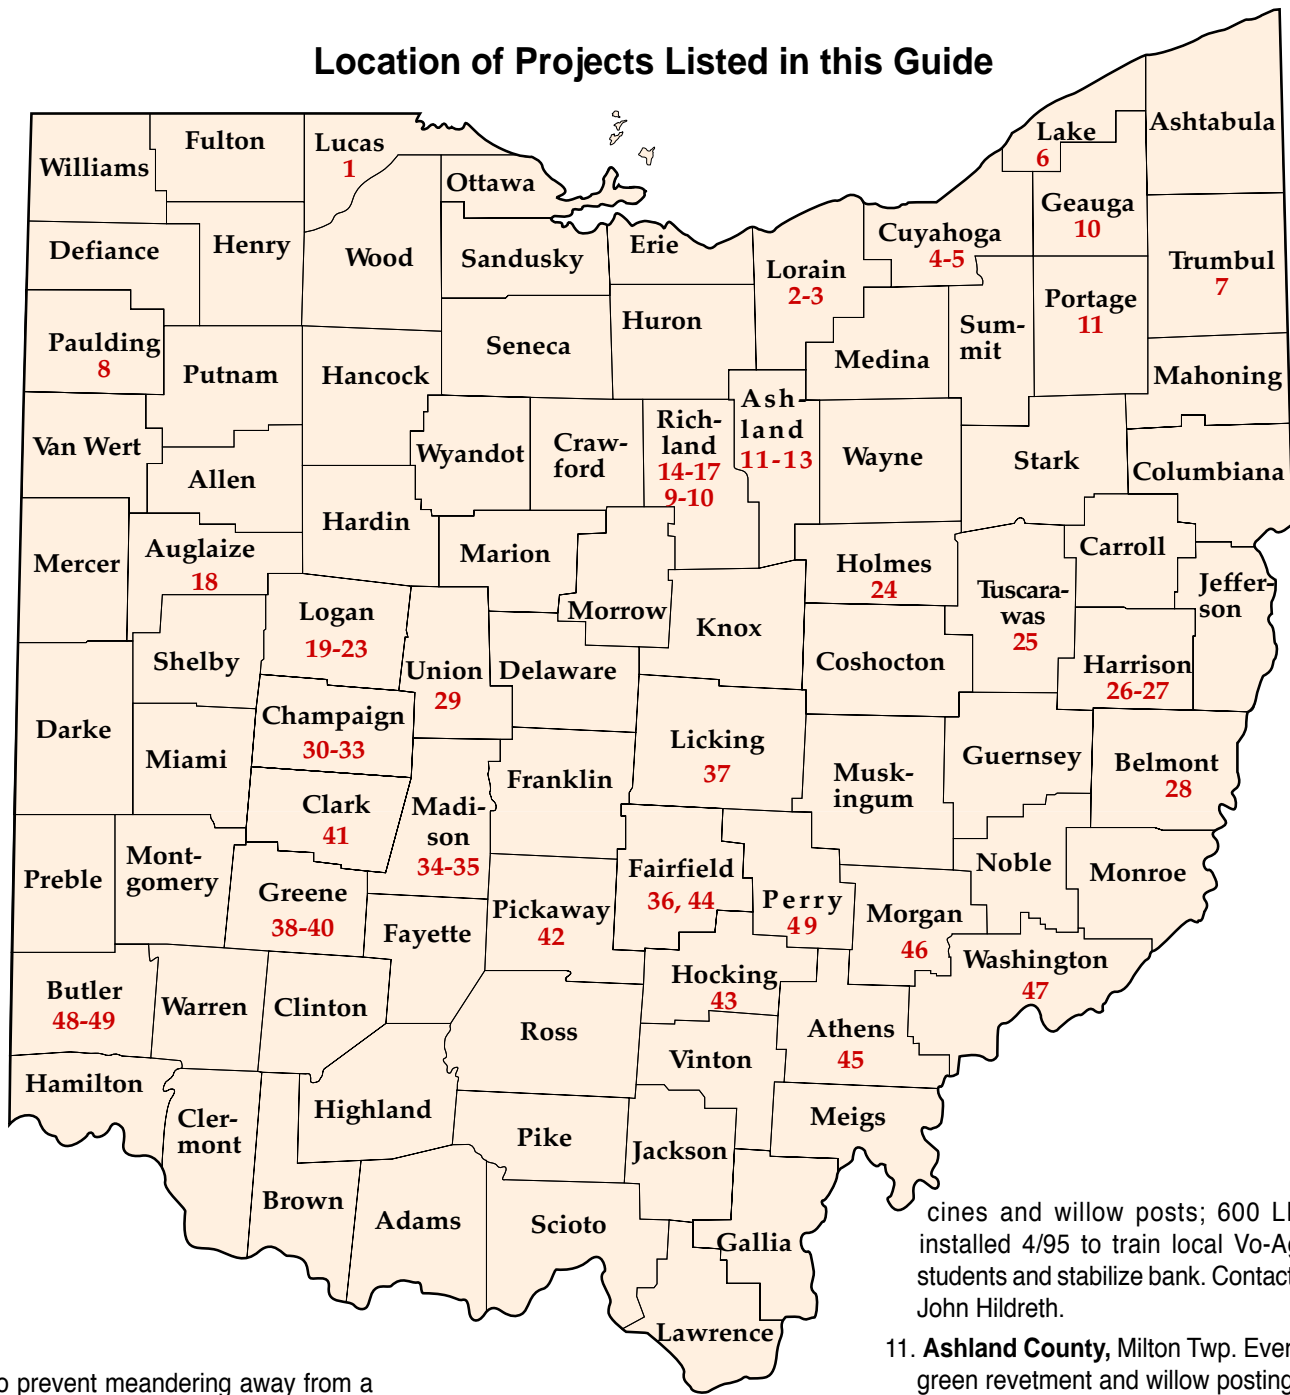 Location of Projects Listed in this Guide
Williams
Fulton
Lucas
1
Ottawa
Lake
6
Ashtabula
Geauga
10
Defiance
Henry
Wood
Sandusky
Erie
Cuyahoga
4-5
Lorain
2-3
Trumbul
7
Portage
11
Paulding
8
Putnam
Hancock
Seneca
Huron
Medina
Sum-
mit
Mahoning
Van Wert
Allen
Wyandot
Craw-
ford
Rich-
land
14-17
9-10
Ash-
land
11-13
Wayne
Stark
Columbiana
Mercer
Auglaize
18
Hardin
Marion
Morrow
Holmes
24
Tuscara-
was
25
Carroll
Jeffer-
son
Logan
19-23
Shelby
Union
29
Delaware
Knox
Coshocton
Harrison
26-27
Darke
Miami
Champaign
30-33
Clark
41
Madi-
son
34-35
Franklin
Licking
37
Musk-
ingum
Guernsey
Belmont
28
Preble
Mont-
gomery
Greene
38-40
Fayette
Pickaway
42
Fairfield
36, 44
Perry
49
Morgan
46
Noble
Monroe
Washington
47
Butler
48-49
Warren
Clinton
Ross
Hocking
43
Vinton
Athens
45
Hamilton
Cler-
mont
Highland
Pike
Jackson
Meigs
Brown
Adams
Scioto
Gallia
Lawrence
o prevent meandering away from a
cines and willow posts; 600 L
installed 4/95 to train local Vo-Ag
students and stabilize bank. Contact
John Hildreth.
11. Ashland County, Milton Twp. Ever
green revetment and willow posting